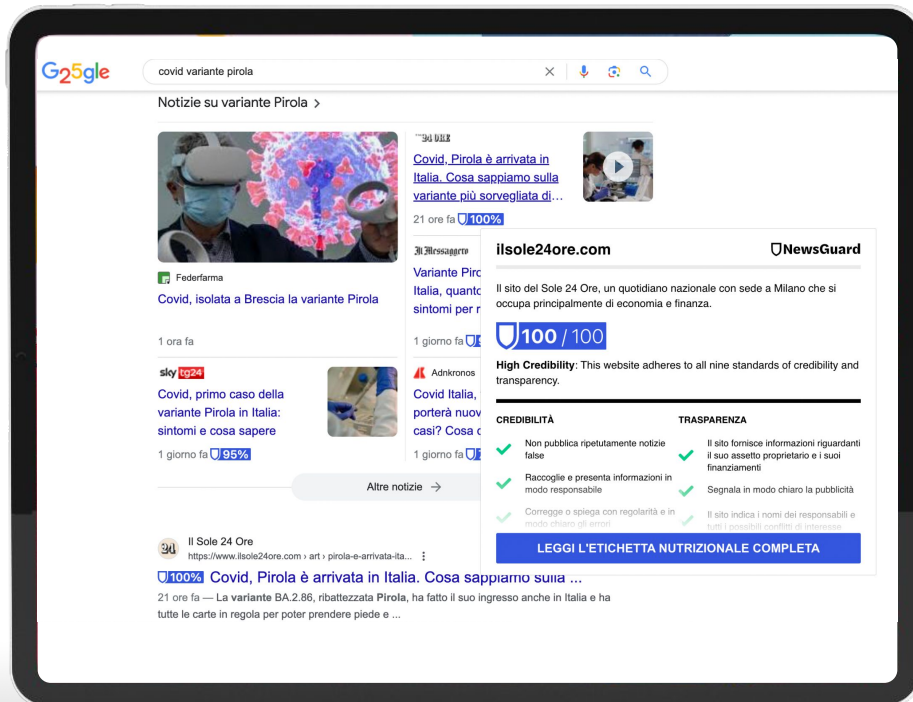 G25gle
covid variante pirola
Notizie su variante Pirola >
Federfarma
Covid, isolata a Brescia la variante Pirola
1 ora fa
24 ORE
Covid, Pirola è arrivata in
Italia. Cosa sappiamo sulla
variante più sorvegliata di...
21 ore fa 100%
Il Messaggero
Variante Piro
Italia, quanto
sintomi per r
1 giorno fa
sky tg24
Covid, primo caso della
variante Pirola in Italia:
sintomi e cosa sapere
1 giorno fa 95%
Adnkronos
Covid Italia,
porterà nuov
casi? Cosa
1 giorno fa
Altre notizie →
ilsole24ore.com
NewsGuard
Il sito del Sole 24 Ore, un quotidiano nazionale con sede a Milano che si
occupa principalmente di economia e finanza.
100 / 100
High Credibility: This website adheres to all nine standards of credibility and
transparency.
CREDIBILITÀ
Non pubblica ripetutamente notizie
false
Raccoglie e presenta informazioni in
modo responsabile
Corregge o spiega con regolarità e in
modo chiaro gli errori
TRASPARENZA
Il sito fornisce informazioni riguardanti
il suo assetto proprietario e i suoi
finanziamenti
Segnala in modo chiaro la pubblicità
Il sito indica i nomi dei responsabili e
tutti i possibili conflitti di interesse
LEGGI L'ETICHETTA NUTRIZIONALE COMPLETA
24
Il Sole 24 Ore
https://www.ilsole24ore.com › art › pirola-e-arrivata-ita...
100% Covid, Pirola è arrivata in Italia. Cosa sappiamo sulla ...
21 ore fa — La variante BA.2.86, ribattezzata Pirola, ha fatto il suo ingresso anche in Italia e ha
tutte le carte in regola per poter prendere piede e ...